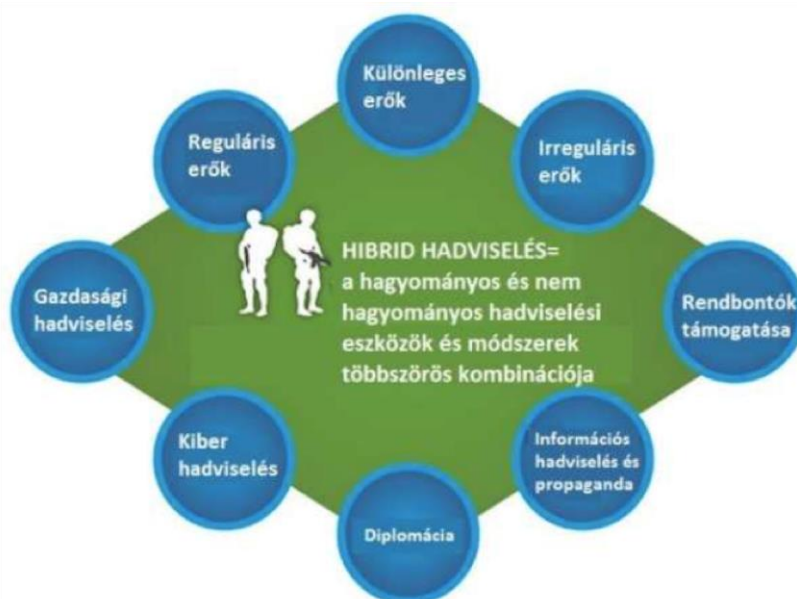 Különleges
erők
Reguláris
erők
Irreguláris
erők
HIBRID HADVISELÉS=
a hagyományos és nem
hagyományos hadviselési
eszközök és módszerek
többszörös kombinációja
Gazdasági
hadviselés
Rendbontók
támogatása
Kiber
hadviselés
Információs
hadviselés és
propaganda
Diplomácia